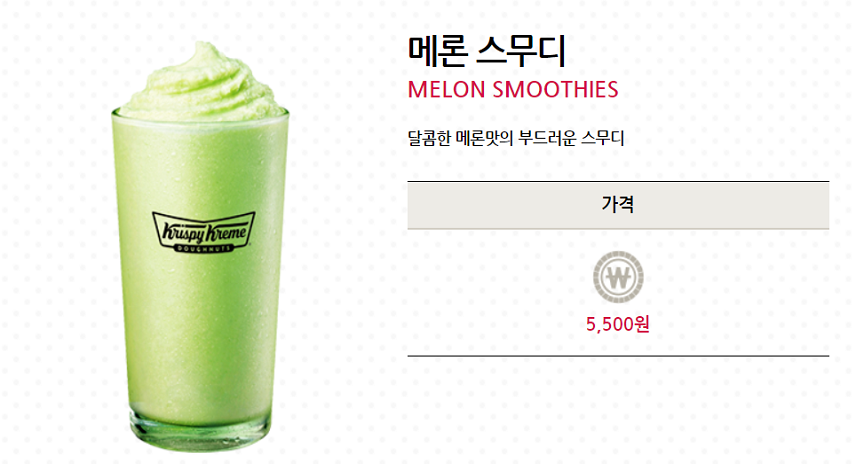 메론 스무디
MELON SMOOTHIES
달콤한 메론맛의 부드러운 스무디
Krispy Kreme
DOUGHNUTS
가격
₩
5,500원